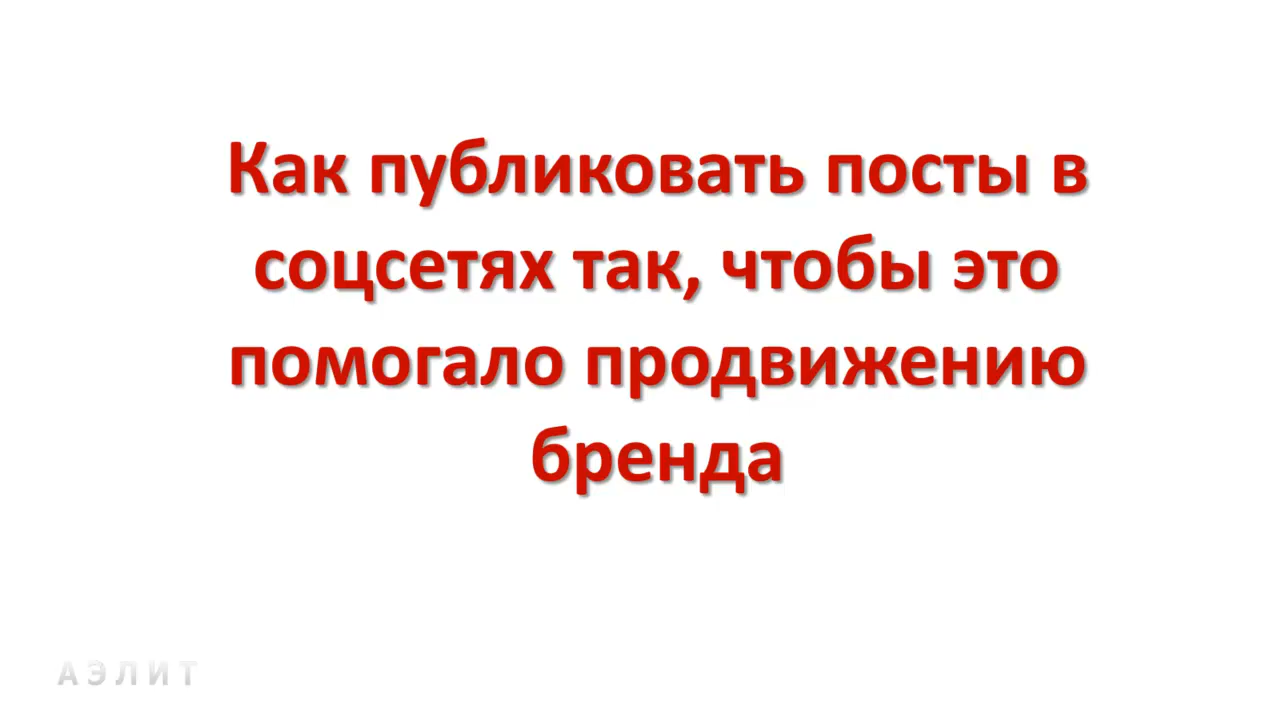 Как публиковать посты в
соцсетях так, чтобы это
помогало продвижению
бренда
АЭЛИТ